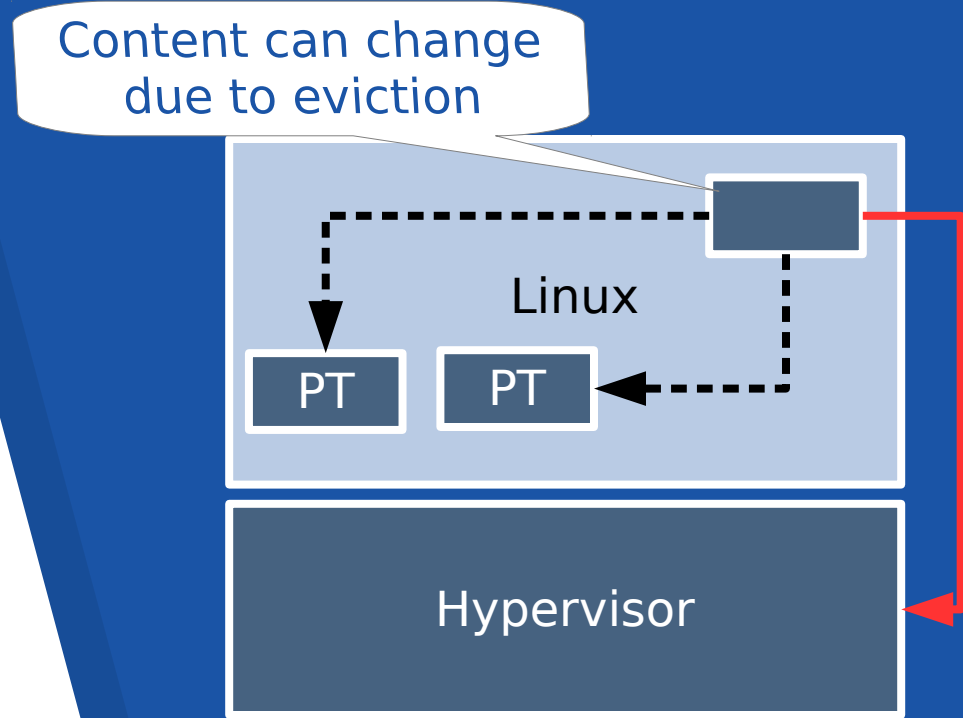 Content can change
due to eviction
Linux
PT
PT
Hypervisor